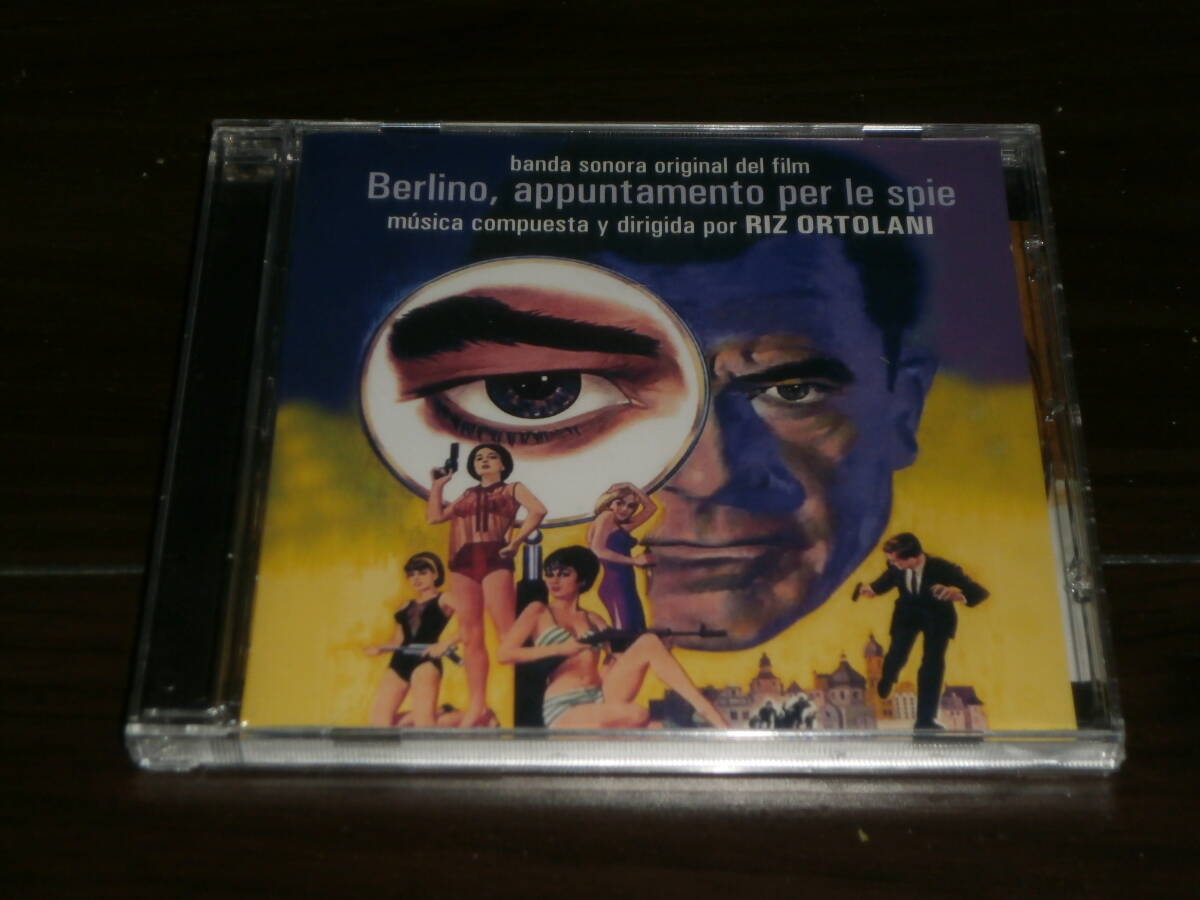 banda sonora original del film
Berlino, appuntamento per le spie
música compuesta y dirigida por RIZ ORTOLANI